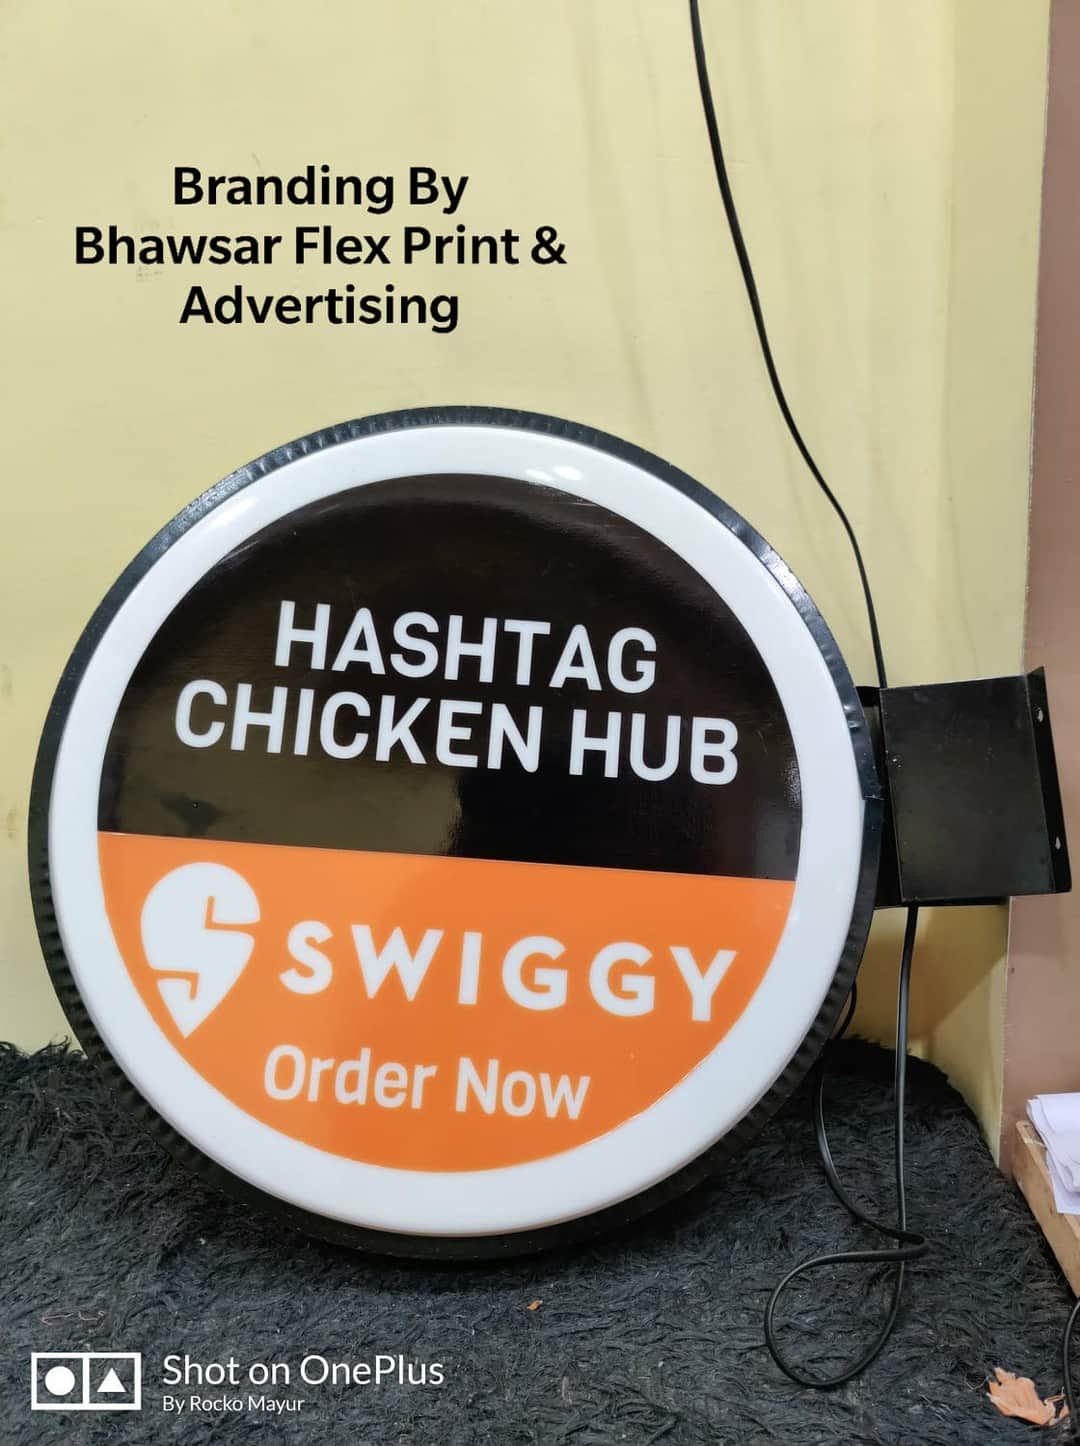 Branding By
Bhawsar Flex Print &
Advertising
HASHTAG
CHICKEN HUB
SWIGGY
Order Now
Shot on OnePlus
By Rocko Mayur